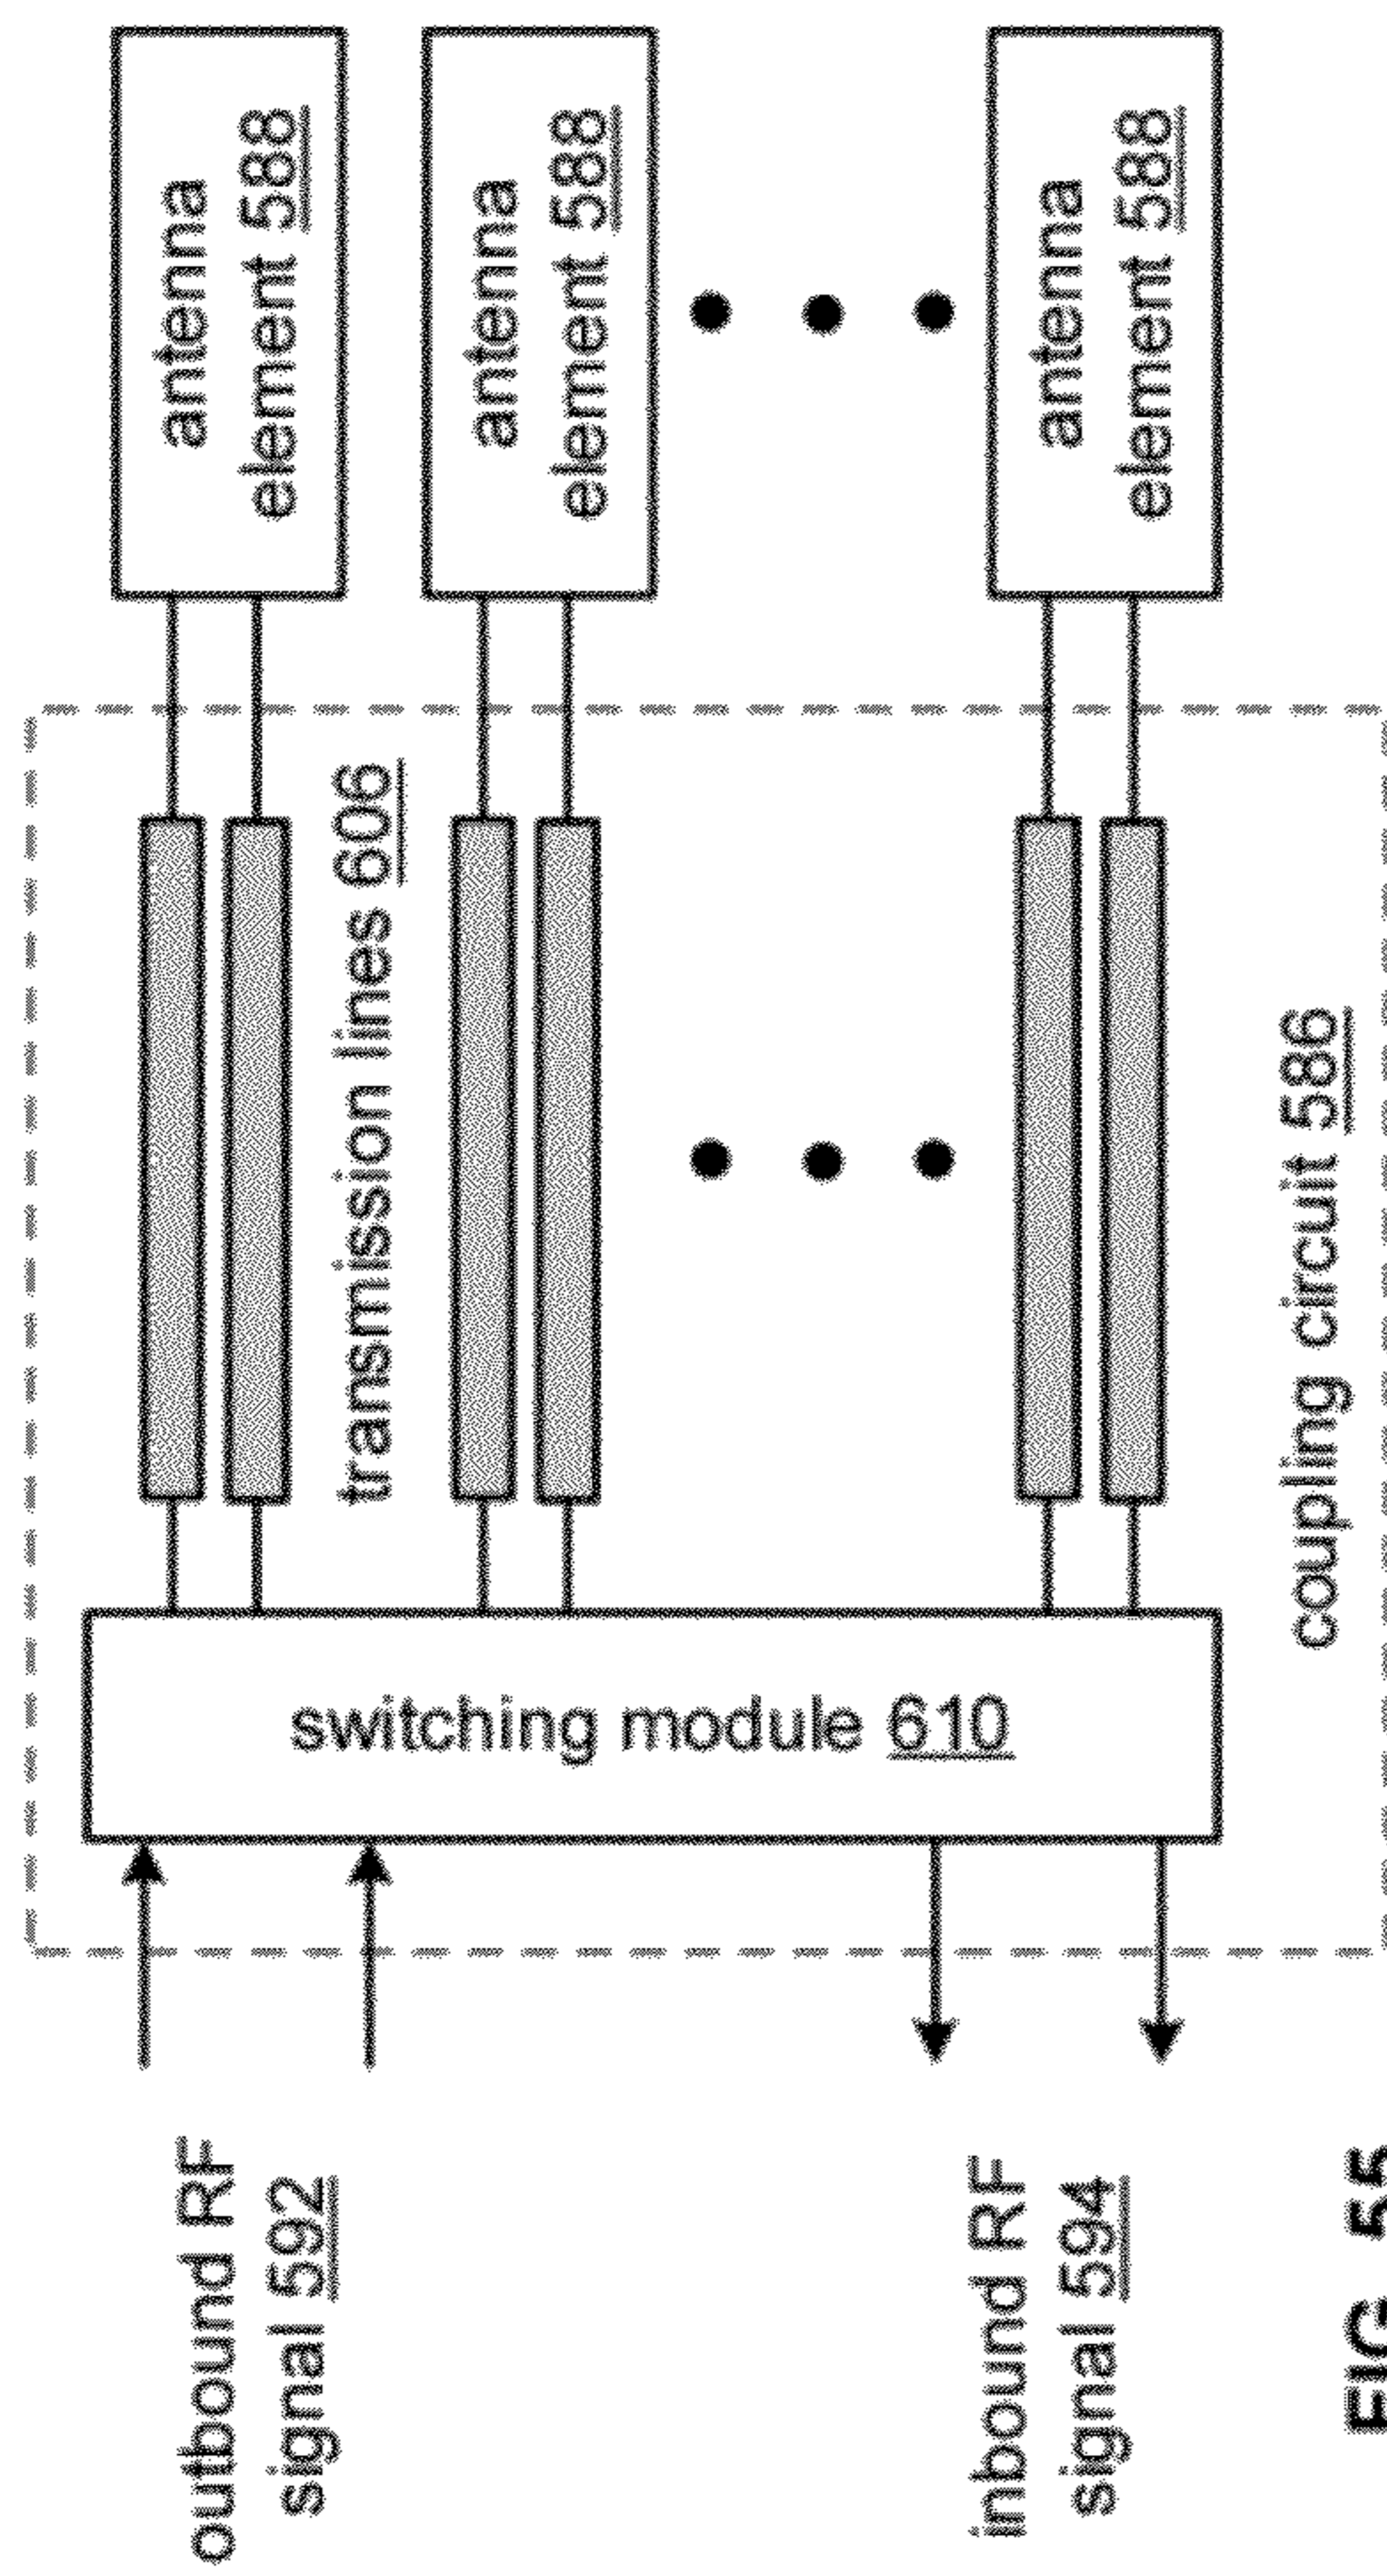 antenna
element 588
antenna
element 588
antenna
element 588
transmission lines 606
switching module 610
coupling circuit 586
outbound RF
signal 592
inbound RF
signal 594
FIG. 55